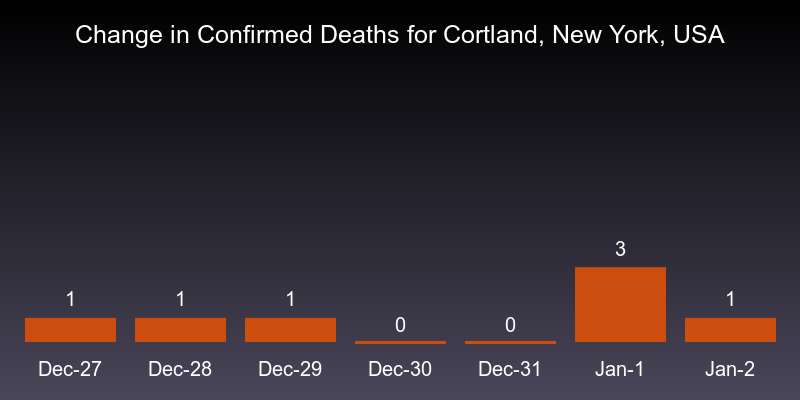 Change in Confirmed Deaths for Cortland, New York, USA
3
1 1 1 0 0 1
Dec-27 Dec-28 Dec-29 Dec-30 Dec-31 Jan-1 Jan-2